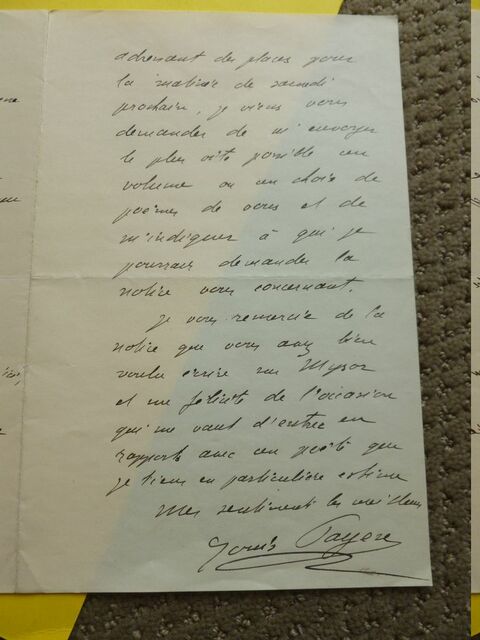 adressant des places pour
la matinée de samedi
prochain, je viens vous
demander de m'envoyer
le plus vite possible un
volume ou un choix de
poèmes de vous et de
m'indiquer à qui je
pourrais demander la
notice vous concernant.
Je vous remercie de la
notice que vous avez bien
voulu écrire sur
et me félicite de l'occasion
qui me vaut d'entrer en
rapports avec un poète que
je tiens en particulière estime
Mes sentiments les meilleurs
Louis Payen